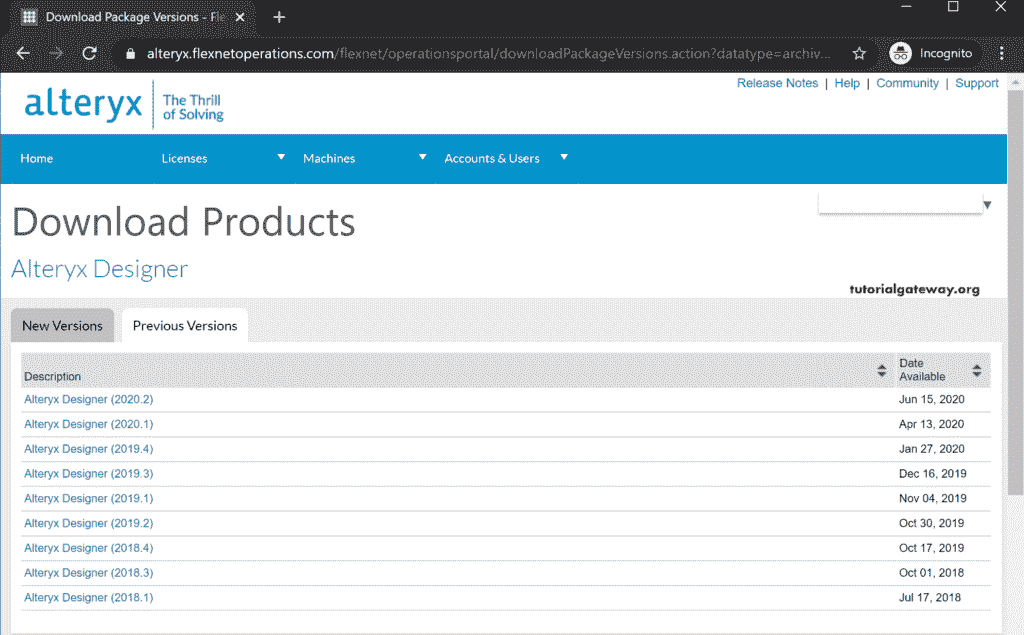 Download Package Versions - Fle
alteryx.flexnetoperations.com/flexnet/operationsportal/downloadPackageVersions.action?datatype=archiv...
Incognito
Release Notes | Help | Community | Support
alteryx
The Thrill
of Solving
Home Licenses Machines Accounts & Users
Download Products
Alteryx Designer
tutorialgateway.org
New Versions Previous Versions
Description Date Available
Alteryx Designer (2020.2) Jun 15, 2020
Alteryx Designer (2020.1) Apr 13, 2020
Alteryx Designer (2019.4) Jan 27, 2020
Alteryx Designer (2019.3) Dec 16, 2019
Alteryx Designer (2019.1) Nov 04, 2019
Alteryx Designer (2019.2) Oct 30, 2019
Alteryx Designer (2018.4) Oct 17, 2019
Alteryx Designer (2018.3) Oct 01, 2018
Alteryx Designer (2018.1) Jul 17, 2018